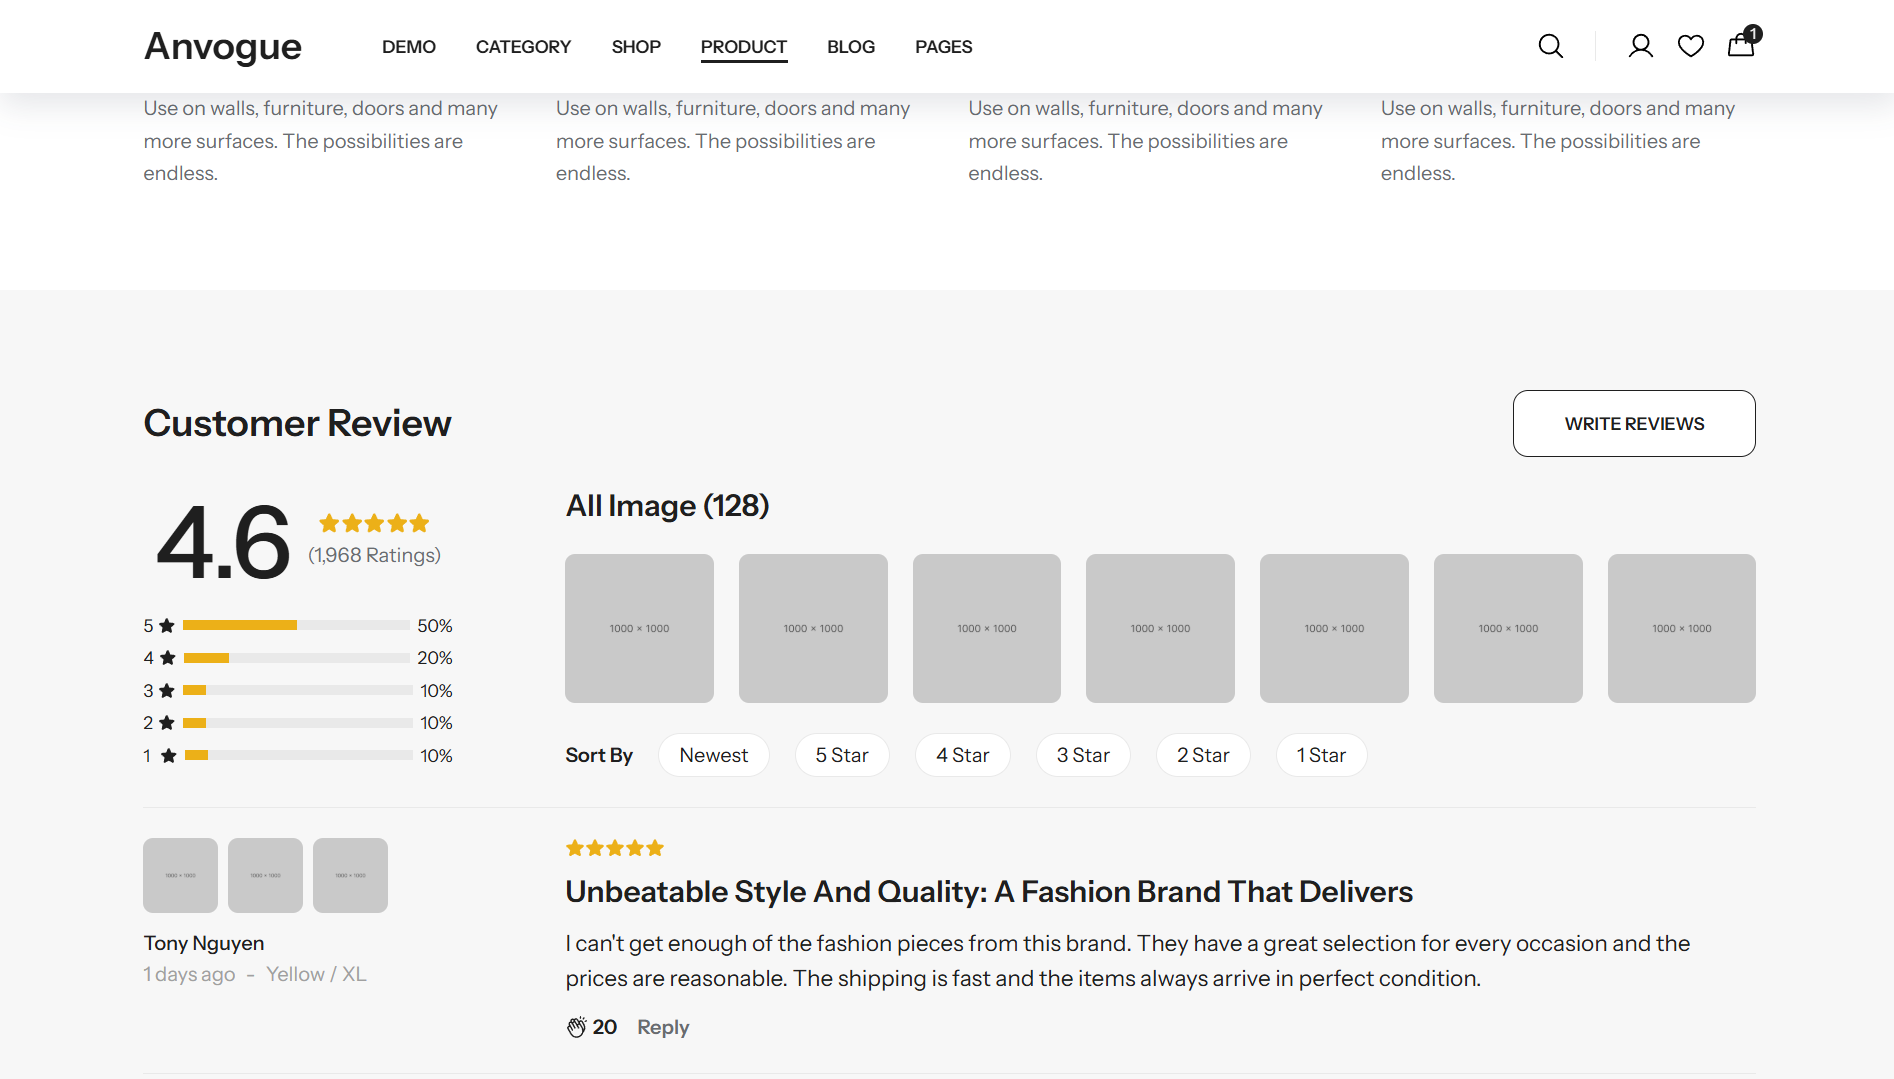 Anvogue
DEMO CATEGORY SHOP PRODUCT BLOG PAGES
1
Use on walls, furniture, doors and many
more surfaces. The possibilities are
endless.
Use on walls, furniture, doors and many
more surfaces. The possibilities are
endless.
Use on walls, furniture, doors and many
more surfaces. The possibilities are
endless.
Use on walls, furniture, doors and many
more surfaces. The possibilities are
endless.
Customer Review
WRITE REVIEWS
4.6
(1,968 Ratings)
5 50%
4 20%
3 10%
2 10%
1 10%
All Image (128)
1000 × 1000
1000 × 1000
1000 × 1000
1000 × 1000
1000 × 1000
1000 × 1000
1000 × 1000
Sort By Newest 5 Star 4 Star 3 Star 2 Star 1 Star
1000 × 1000
1000 × 1000
1000 × 1000
Tony Nguyen
1 days ago - Yellow / XL
Unbeatable Style And Quality: A Fashion Brand That Delivers
I can't get enough of the fashion pieces from this brand. They have a great selection for every occasion and the
prices are reasonable. The shipping is fast and the items always arrive in perfect condition.
20 Reply